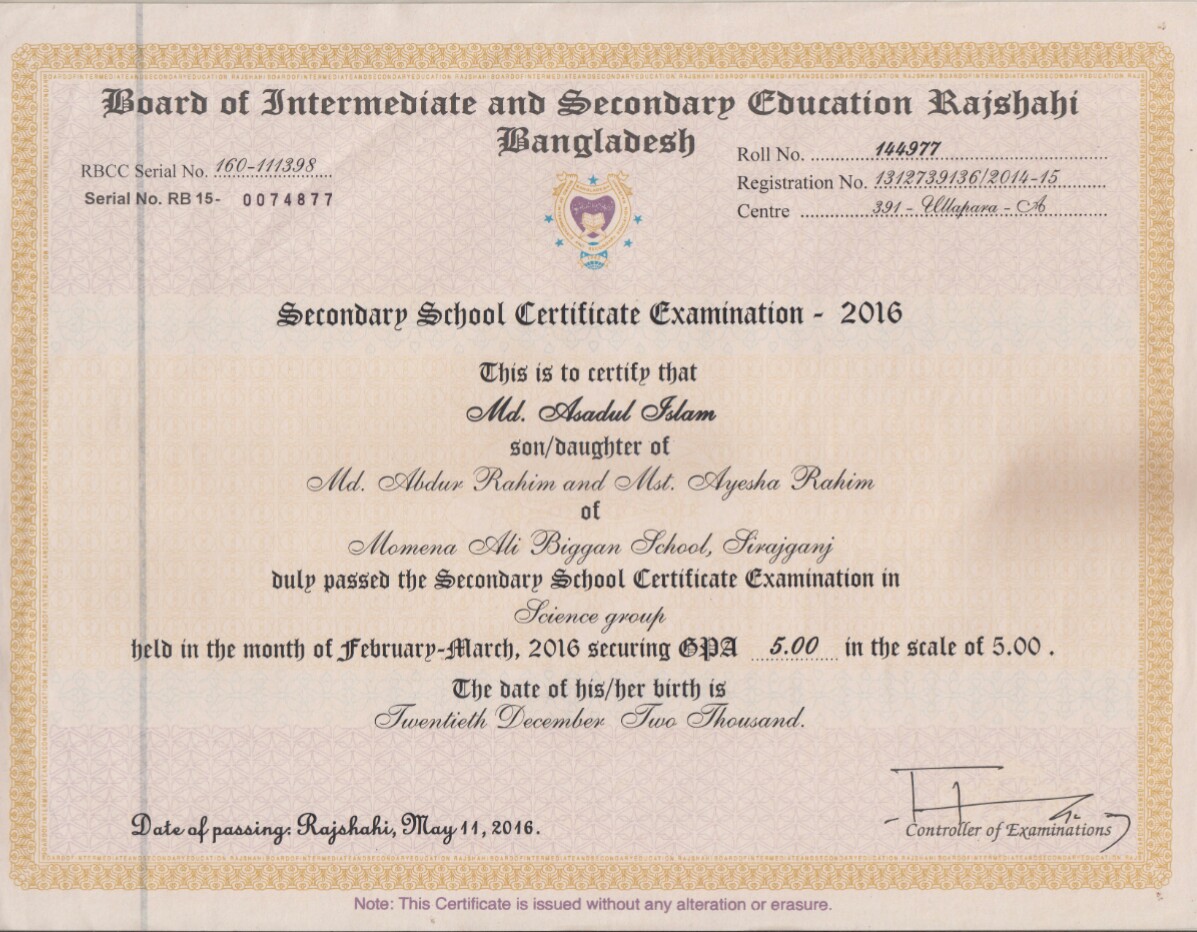 Board of Intermediate and Secondary Education Rajshahi
Bangladesh
RBCC Serial No. 160-111398
Serial No. RB 15- 0074877
Roll No. 144977
Registration No. 1312739136/2014-15
Centre 391 - Ullapara - A
Secondary School Certificate Examination - 2016
This is to certify that
Md. Asadul Islam
son/daughter of
Md. Abdur Rahim and Mst. Ayesha Rahim
of
Momena Ali Biggan School, Sirajganj
duly passed the Secondary School Certificate Examination in
Science group
held in the month of February-March, 2016 securing GPA 5.00 in the scale of 5.00 .
The date of his/her birth is
Twentieth December Two Thousand.
Date of passing: Rajshahi, May 11, 2016.
Controller of Examinations
Note: This Certificate is issued without any alteration or erasure.